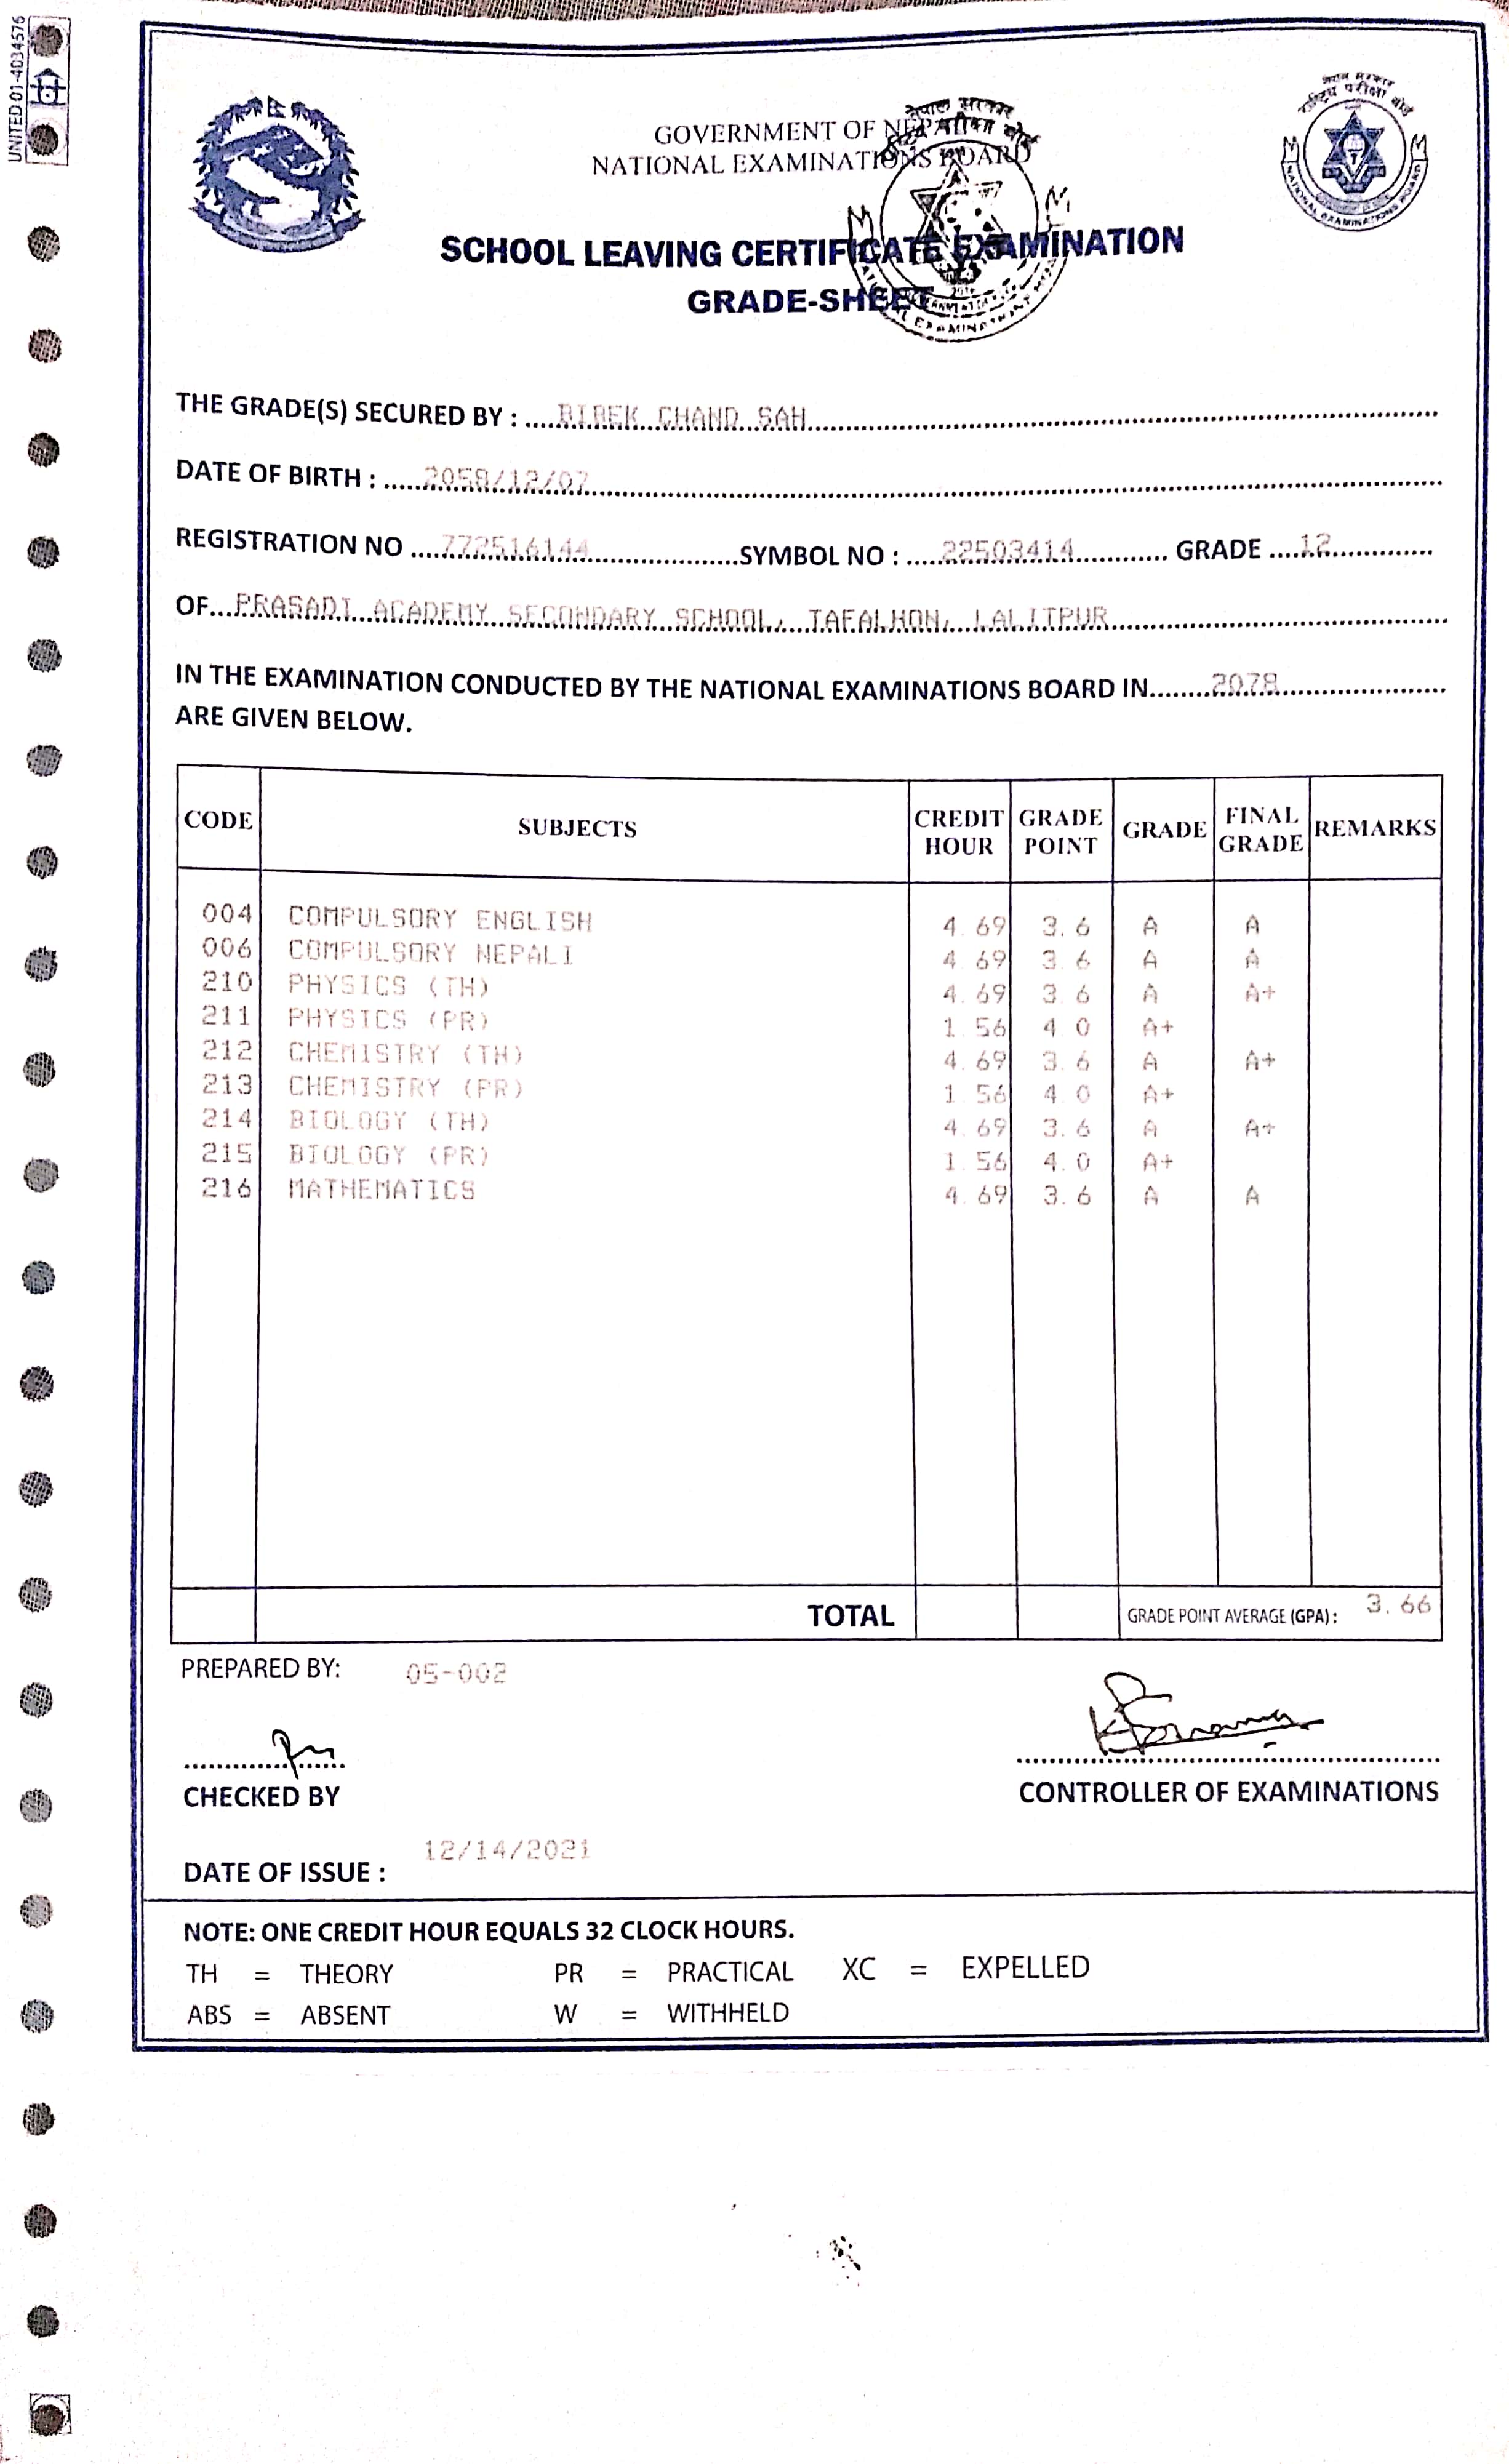 UNITED 01-4034576
नेपाल सरकार
राष्ट्रिय परीक्षा बोर्ड
NATIONAL EXAMINATIONS BOARD
नेपाल सरकार
परीक्षा बोर्ड
GOVERNMENT OF NEPAL
NATIONAL EXAMINATIONS BOARD
SCHOOL LEAVING CERTIFICATE EXAMINATION
GRADE-SHEET
THE GRADE(S) SECURED BY : BIBEK CHAND SAH
DATE OF BIRTH : 2058/12/07
REGISTRATION NO 772516144 SYMBOL NO : 22503414 GRADE 12
OF PRASADI ACADEMY SECONDARY SCHOOL, TAFALHON, LALITPUR
IN THE EXAMINATION CONDUCTED BY THE NATIONAL EXAMINATIONS BOARD IN 2078
ARE GIVEN BELOW.
CODE SUBJECTS CREDIT HOUR GRADE POINT GRADE FINAL GRADE REMARKS
004 COMPULSORY ENGLISH 4.69 3.6 A A
006 COMPULSORY NEPALI 4.69 3.6 A A
210 PHYSICS (TH) 4.69 3.6 A A+
211 PHYSICS (PR) 1.56 4.0 A+
212 CHEMISTRY (TH) 4.69 3.6 A A+
213 CHEMISTRY (PR) 1.56 4.0 A+
214 BIOLOGY (TH) 4.69 3.6 A A+
215 BIOLOGY (PR) 1.56 4.0 A+
216 MATHEMATICS 4.69 3.6 A A
TOTAL GRADE POINT AVERAGE (GPA) : 3.66
PREPARED BY: 05-002
CHECKED BY
CONTROLLER OF EXAMINATIONS
DATE OF ISSUE : 12/14/2021
NOTE: ONE CREDIT HOUR EQUALS 32 CLOCK HOURS.
TH = THEORY PR = PRACTICAL XC = EXPELLED
ABS = ABSENT W = WITHHELD